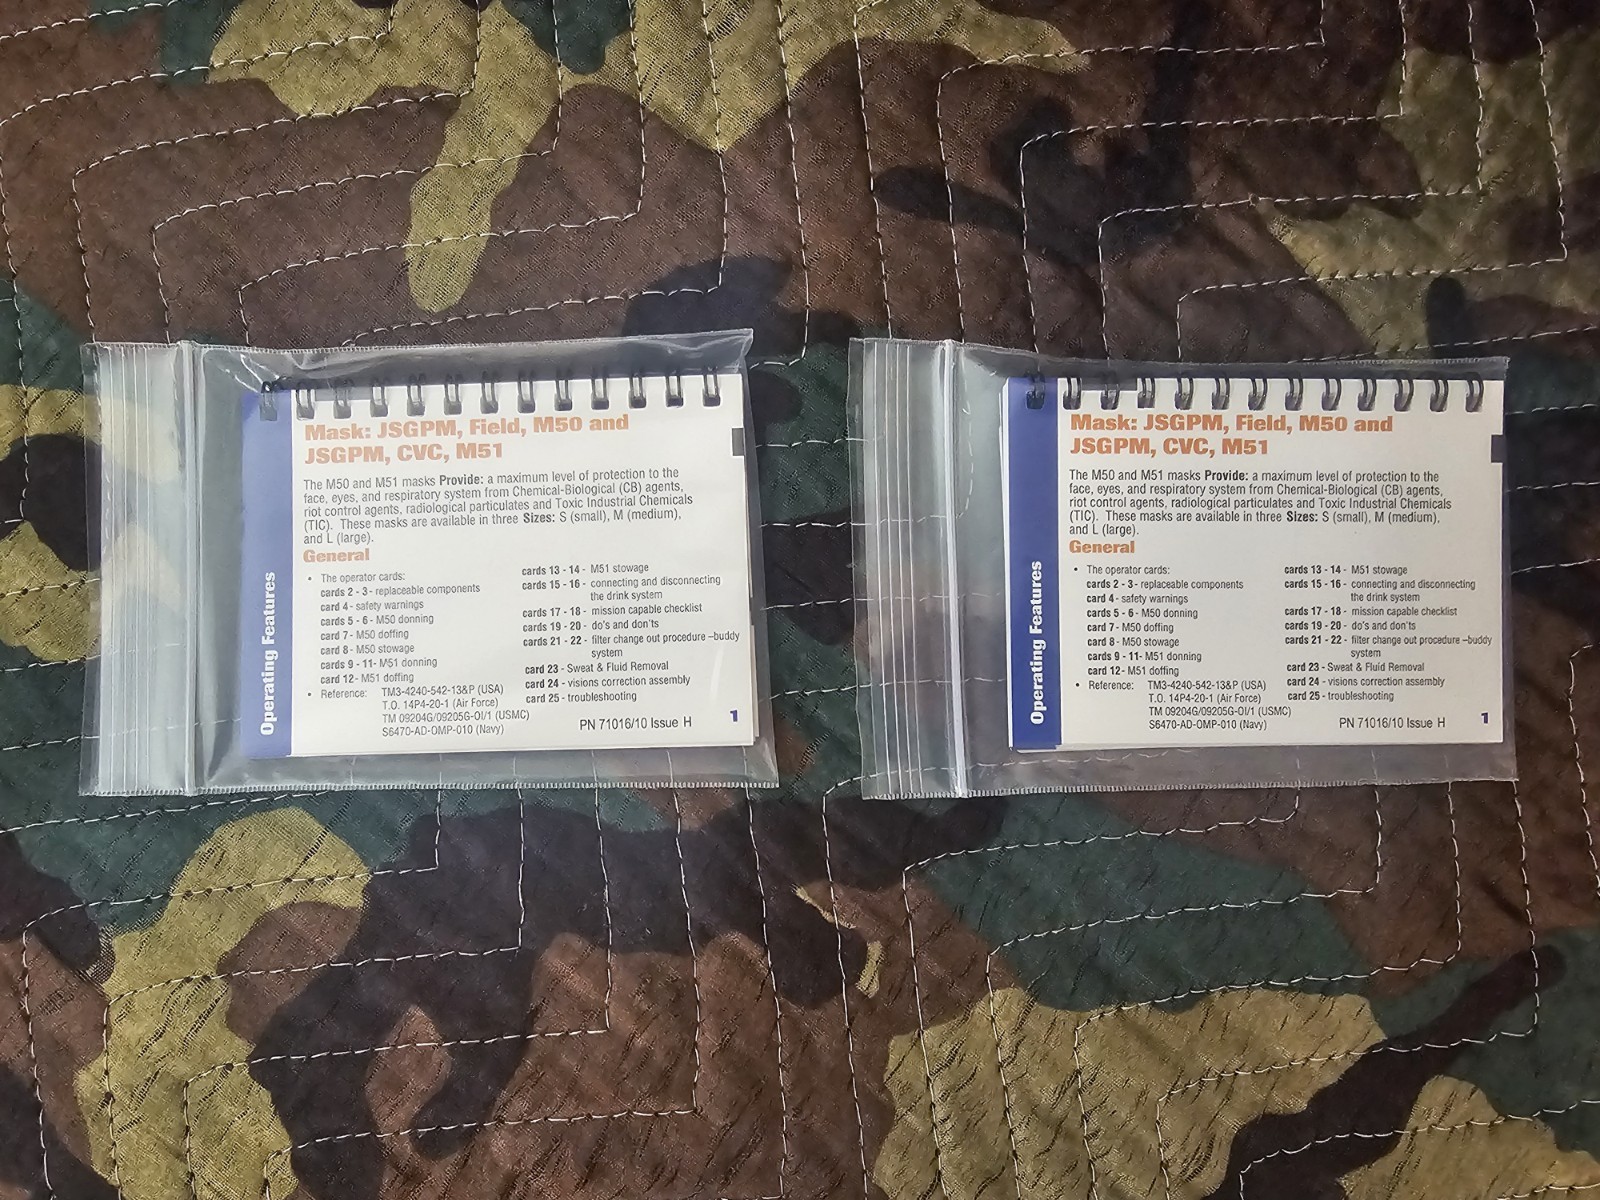 Operating Features
Mask: JSGPM, Field, M50 and
JSGPM, CVC, M51
The M50 and M51 masks Provide: a maximum level of protection to the
face, eyes, and respiratory system from Chemical-Biological (CB) agents,
riot control agents, radiological particulates and Toxic Industrial Chemicals
(TIC). These masks are available in three Sizes: S (small), M (medium),
and L (large).
General
• The operator cards:
cards 2 - 3 - replaceable components
card 4 - safety warnings
cards 5 - 6 - M50 donning
card 7 - M50 doffing
card 8 - M50 stowage
cards 9 - 11- M51 donning
card 12- M51 doffing
• Reference: TM3-4240-542-13&P (USA)
T.O. 14P4-20-1 (Air Force)
TM 09204G/09205G-OI/1 (USMC)
S6470-AD-OMP-010 (Navy)
cards 13 - 14 - M51 stowage
cards 15 - 16 - connecting and disconnecting
the drink system
cards 17 - 18 - mission capable checklist
cards 19 - 20 - do's and don'ts
cards 21 - 22 - filter change out procedure –buddy
system
card 23 - Sweat & Fluid Removal
card 24 - visions correction assembly
card 25 - troubleshooting
PN 71016/10 Issue H
1
Operating Features
Mask: JSGPM, Field, M50 and
JSGPM, CVC, M51
The M50 and M51 masks Provide: a maximum level of protection to the
face, eyes, and respiratory system from Chemical-Biological (CB) agents,
riot control agents, radiological particulates and Toxic Industrial Chemicals
(TIC). These masks are available in three Sizes: S (small), M (medium),
and L (large).
General
• The operator cards:
cards 2 - 3 - replaceable components
card 4 - safety warnings
cards 5 - 6 - M50 donning
card 7 - M50 doffing
card 8 - M50 stowage
cards 9 - 11- M51 donning
card 12- M51 doffing
• Reference: TM3-4240-542-13&P (USA)
T.O. 14P4-20-1 (Air Force)
TM 09204G/09205G-OI/1 (USMC)
S6470-AD-OMP-010 (Navy)
cards 13 - 14 - M51 stowage
cards 15 - 16 - connecting and disconnecting
the drink system
cards 17 - 18 - mission capable checklist
cards 19 - 20 - do's and don'ts
cards 21 - 22 - filter change out procedure –buddy
system
card 23 - Sweat & Fluid Removal
card 24 - visions correction assembly
card 25 - troubleshooting
PN 71016/10 Issue H
1